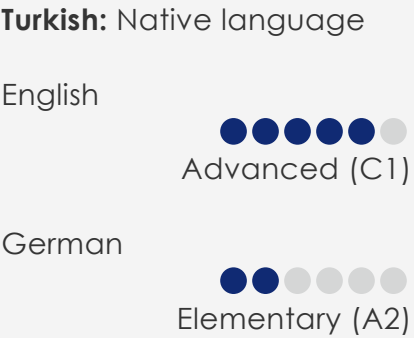 Turkish: Native language
English
Advanced (C1)
German
Elementary (A2)